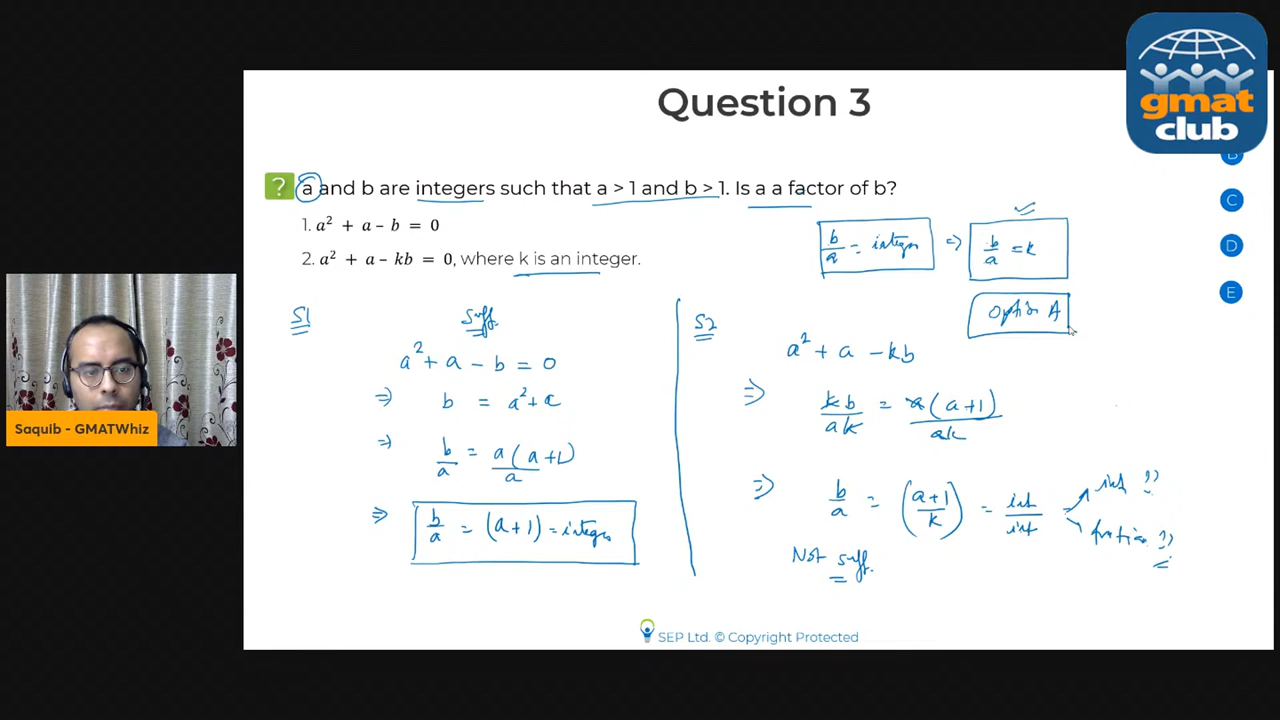 Question 3
gmat
club
? a and b are integers such that a > 1 and b > 1. Is a a factor of b?
1. a² + a – b = 0
2. a² + a – kb = 0, where k is an integer.
b/a = integer ⇒ b/a = k
Option A
B
C
D
E
S1 Suff.
a² + a - b = 0
⇒ b = a² + a
⇒ b/a = a(a+1)/a
⇒ b/a = (a+1) = integer
S2
a² + a - kb
⇒ kb/ak = a(a+1)/ak
⇒ b/a = (a+1/k) = int/int int ?? fraction ??
Not suff.
Saquib - GMATWhiz
SEP Ltd. © Copyright Protected